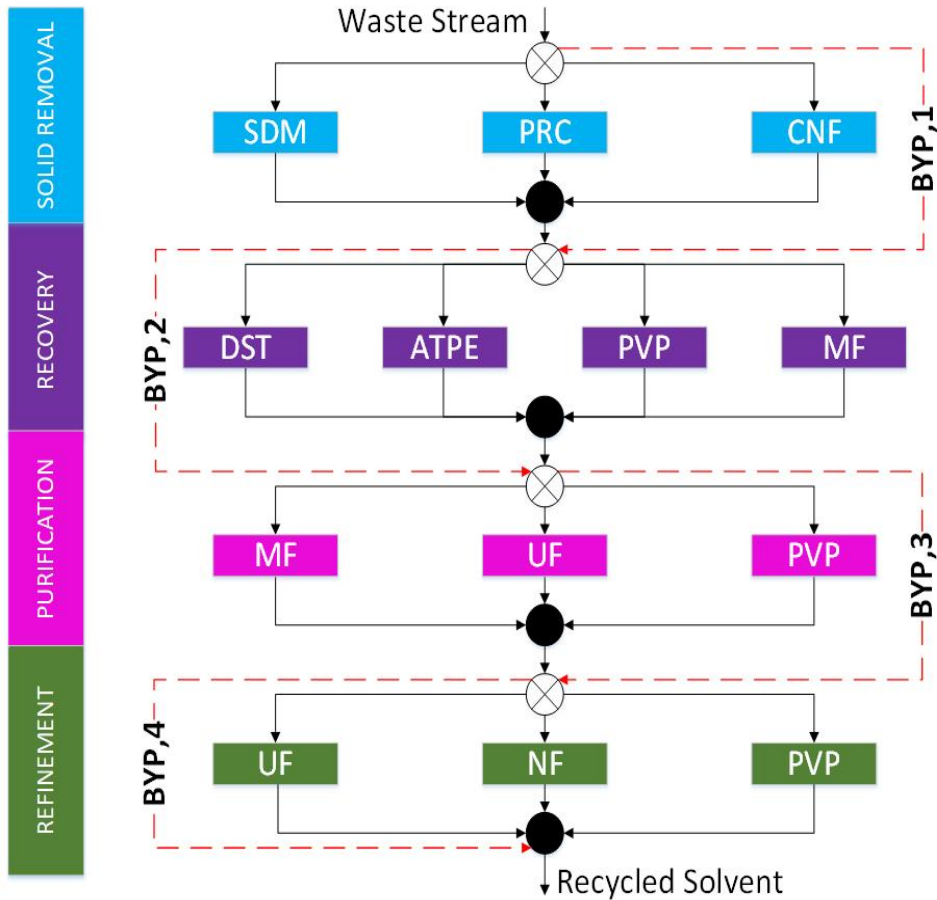 Waste Stream
SOLID REMOVAL
SDM
PRC
CNF
BYP,1
RECOVERY
BYP,2
DST
ATPE
PVP
MF
PURIFICATION
MF
UF
PVP
BYP,3
REFINEMENT
BYP,4
UF
NF
PVP
Recycled Solvent